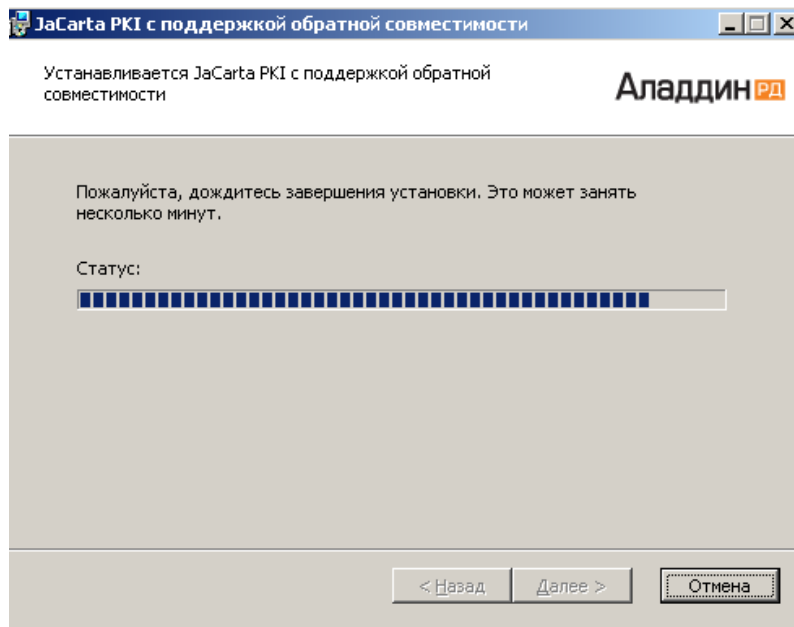 JaCarta PKI с поддержкой обратной совместимости
Устанавливается JaCarta PKI с поддержкой обратной
совместимости
Аладдин РД
Пожалуйста, дождитесь завершения установки. Это может занять
несколько минут.
Статус:
< Назад
Далее >
Отмена